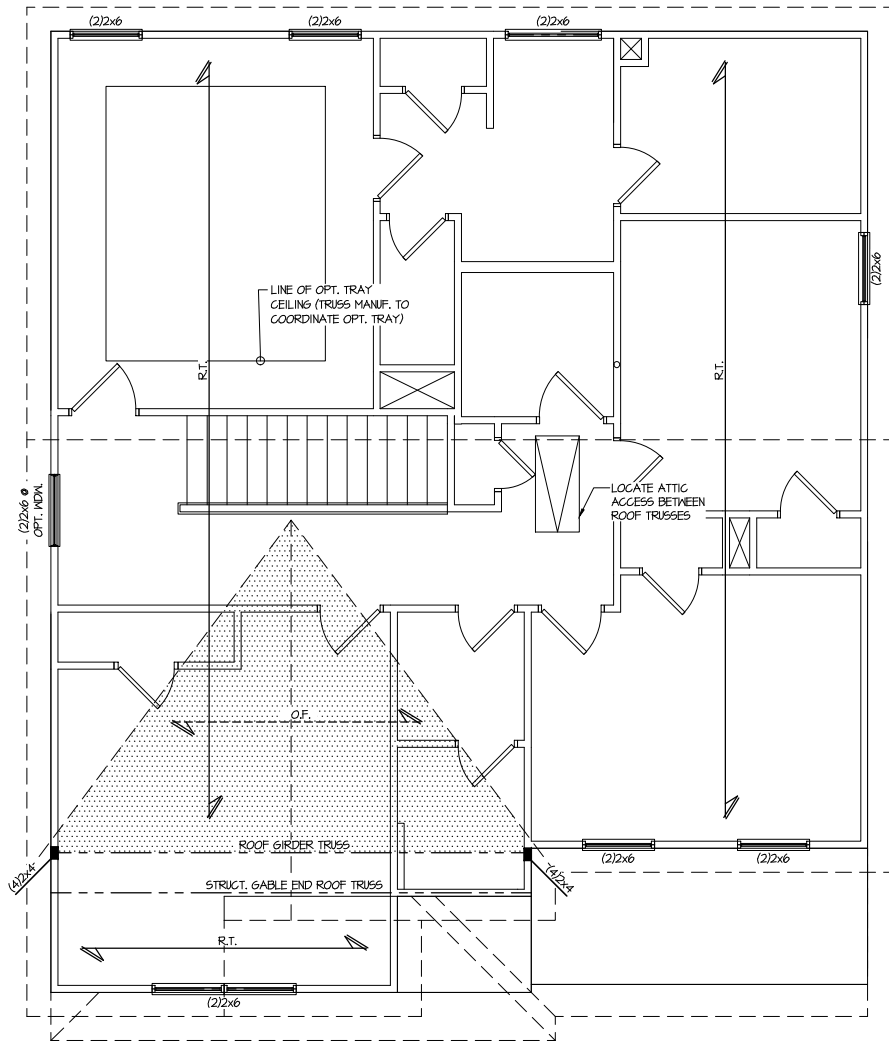 (2)2x6
(2)2x6
(2)2x6
(2)2x6
LINE OF OPT. TRAY
CEILING (TRUSS MANUF. TO
COORDINATE OPT. TRAY)
R.T.
R.T.
(2)2x6 @
OPT. WDW.
LOCATE ATTIC
ACCESS BETWEEN
ROOF TRUSSES
O.F.
ROOF GIRDER TRUSS
(2)2x6
(2)2x6
(4)2x4
(4)2x4
STRUCT. GABLE END ROOF TRUSS
R.T.
(2)2x6